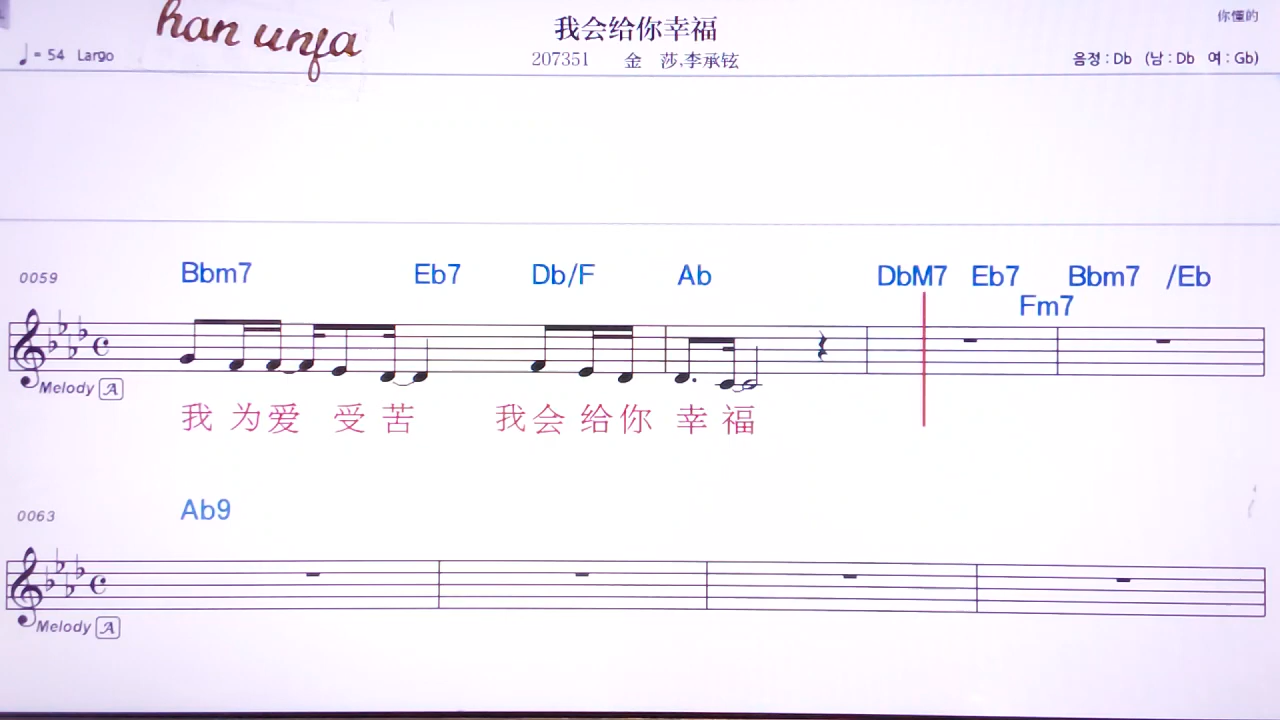 han unja
我会给你幸福
你懂的
♩= 54 Largo
207351 金 莎,李承铉
음정 : Db (남 : Db 여 : Gb)
0059
Bbm7 Eb7 Db/F Ab DbM7 Eb7 Fm7 Bbm7 /Eb
Melody A
我 为爱 受 苦 我会 给你 幸 福
0063
Ab9
Melody A